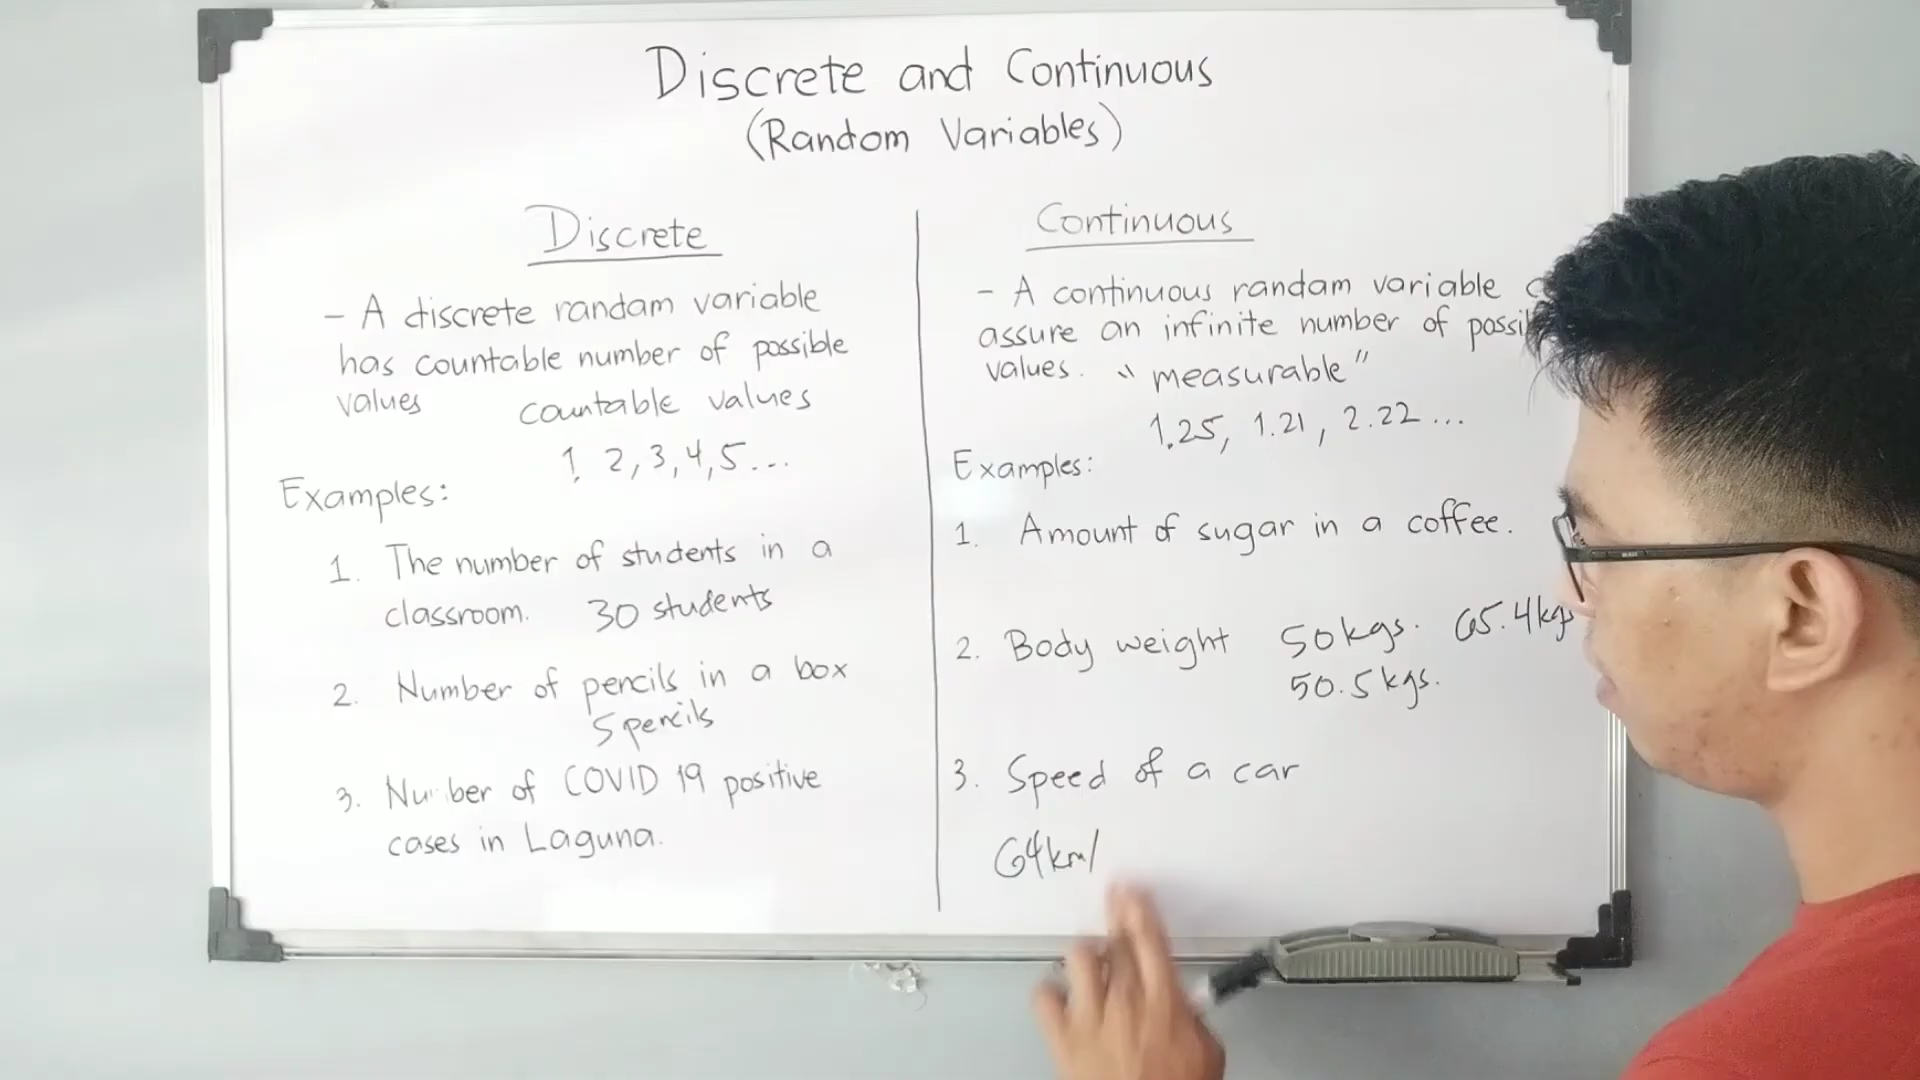 Discrete and Continuous
(Random Variables)
Discrete
- A discrete randam variable
has countable number of possible
values
countable values
1, 2, 3, 4, 5...
Examples:
1. The number of students in a
classroom. 30 students
2. Number of pencils in a box
5 pencils
3. Nu ber of COVID 19 positive
cases in Laguna.
Continuous
- A continuous randam variable
assure an infinite number of possi
values. "measurable"
1.25, 1.21, 2.22...
Examples:
1. Amount of sugar in a coffee.
2. Body weight 50kgs. 65.4kgs
50.5kgs.
3. Speed of a car
64km/